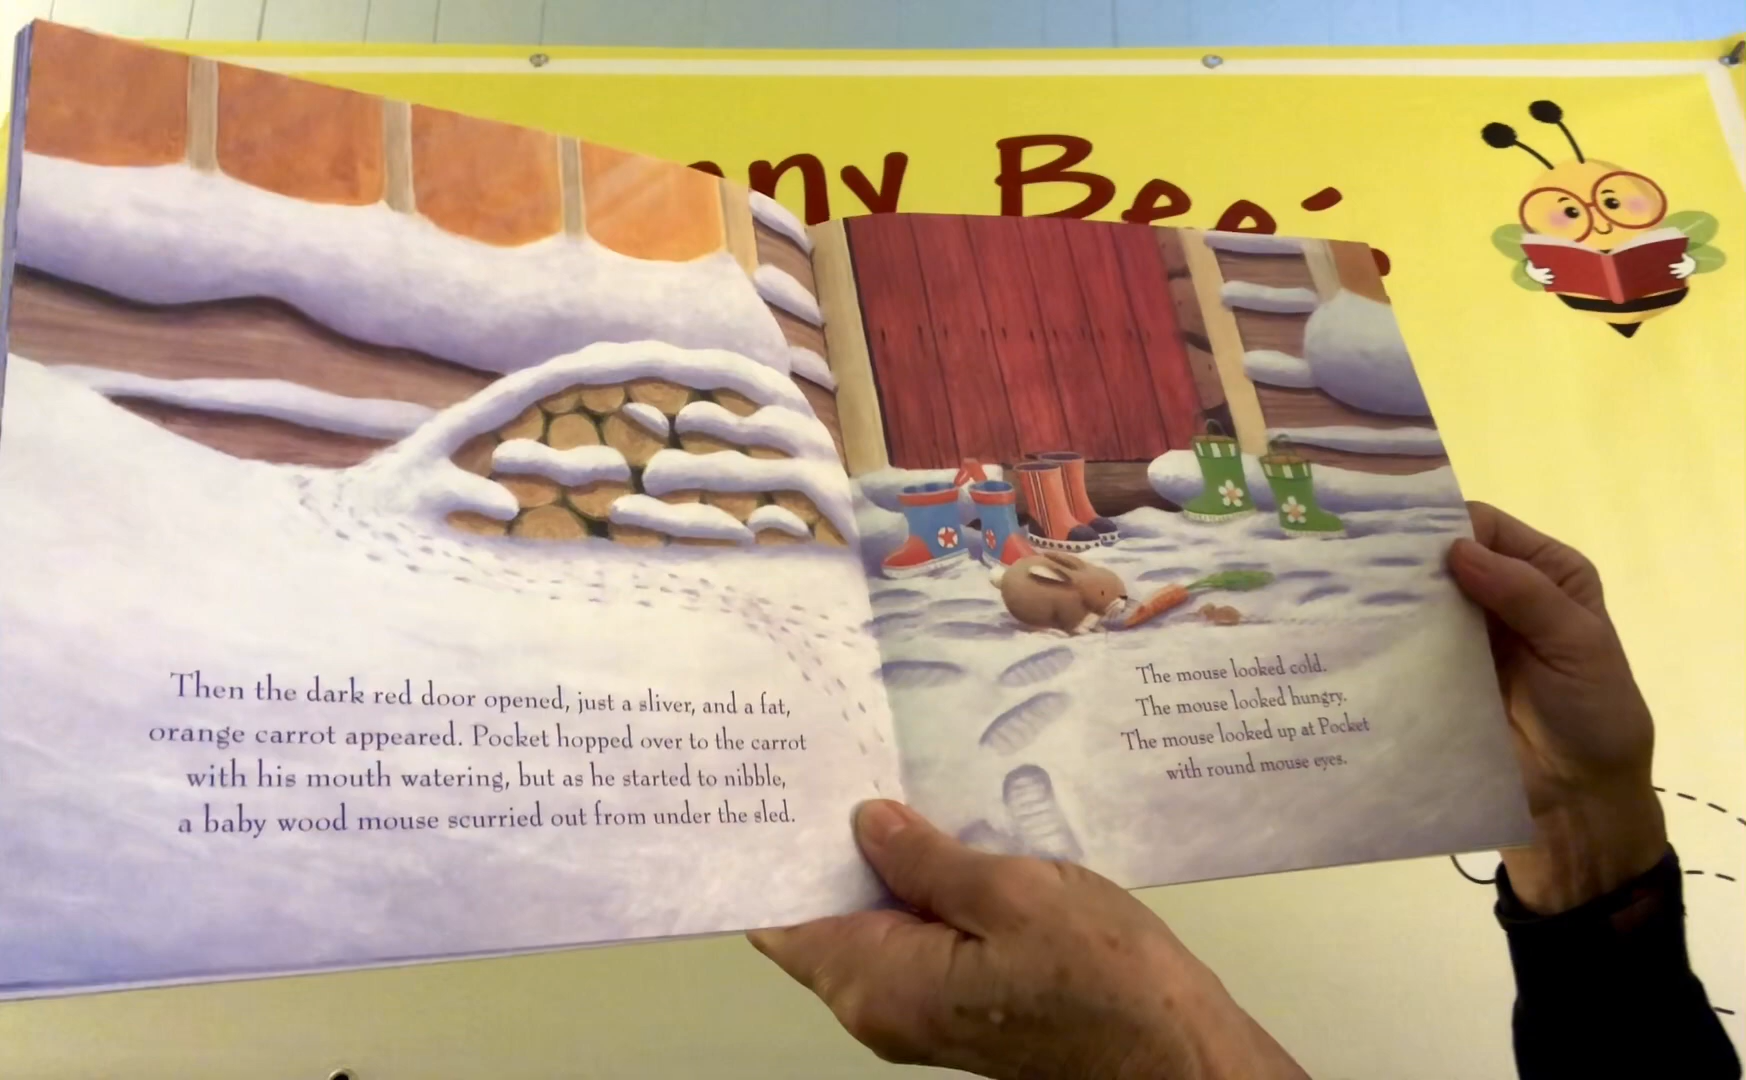 Bee's
Then the dark red door opened, just a sliver, and a fat,
orange carrot appeared. Pocket hopped over to the carrot
with his mouth watering, but as he started to nibble,
a baby wood mouse scurried out from under the sled.
The mouse looked cold.
The mouse looked hungry.
The mouse looked up at Pocket
with round mouse eyes.